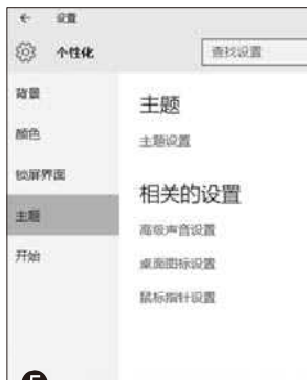 ← 设置
个性化
查找设置
背景
颜色
锁屏界面
主题
开始
主题
主题设置
相关的设置
高级声音设置
桌面图标设置
鼠标指针设置